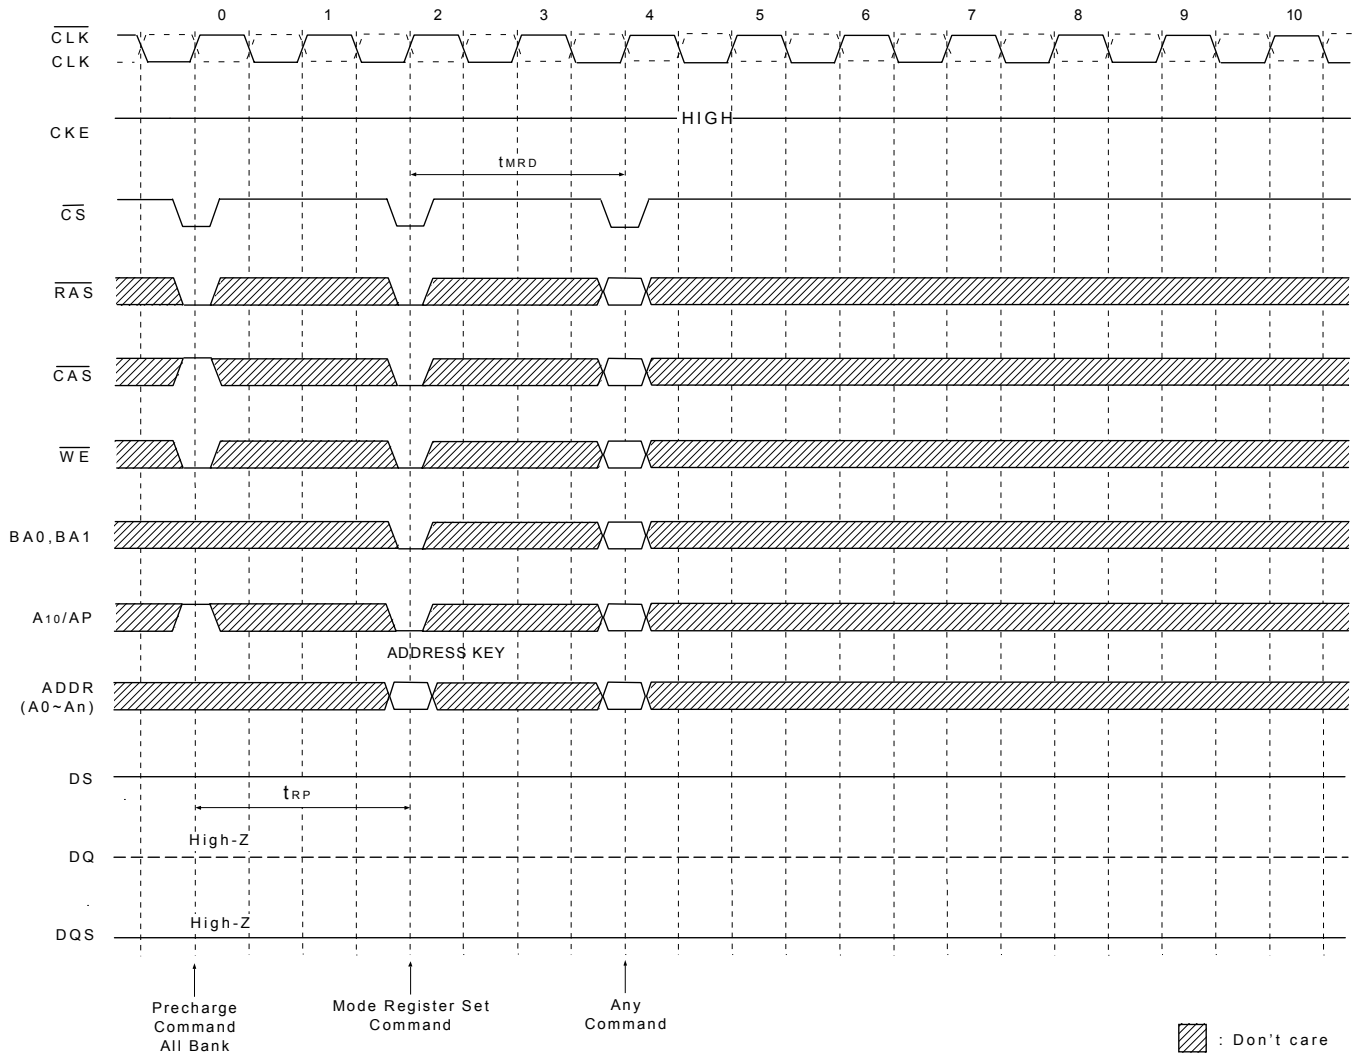 0 1 2 3 4 5 6 7 8 9 10
CLK
CLK
HIGH
CKE
tMRD
CS
RAS
CAS
WE
BA0,BA1
A10/AP
ADDRESS KEY
ADDR
(A0~An)
DS
tRP
High-Z
DQ
High-Z
DQS
Precharge
Command
All Bank
Mode Register Set
Command
Any
Command
: Don't care